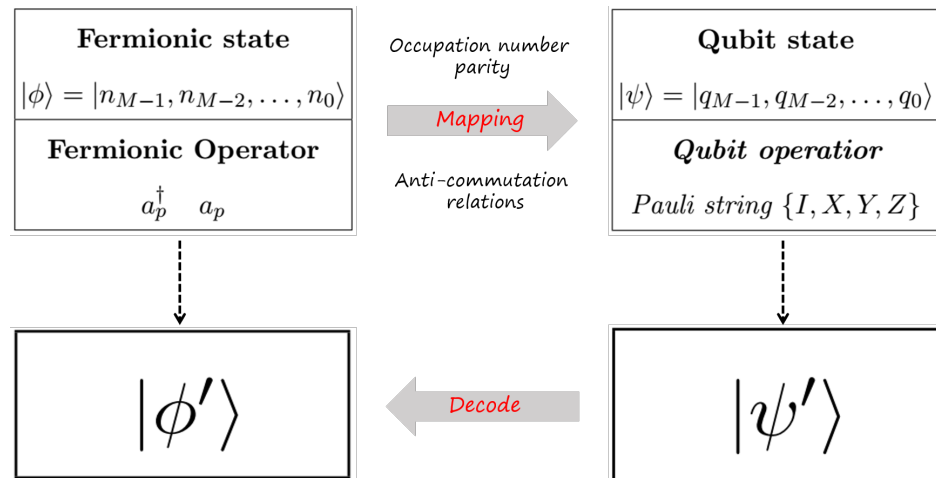 Fermionic state
|ϕ⟩ = |n_{M−1}, n_{M−2}, . . . , n_0⟩
Fermionic Operator
a_p^† a_p
Occupation number
parity
Mapping
Anti-commutation
relations
Qubit state
|ψ⟩ = |q_{M−1}, q_{M−2}, . . . , q_0⟩
Qubit operatior
Pauli string {I, X, Y, Z}
|ϕ′⟩
Decode
|ψ′⟩